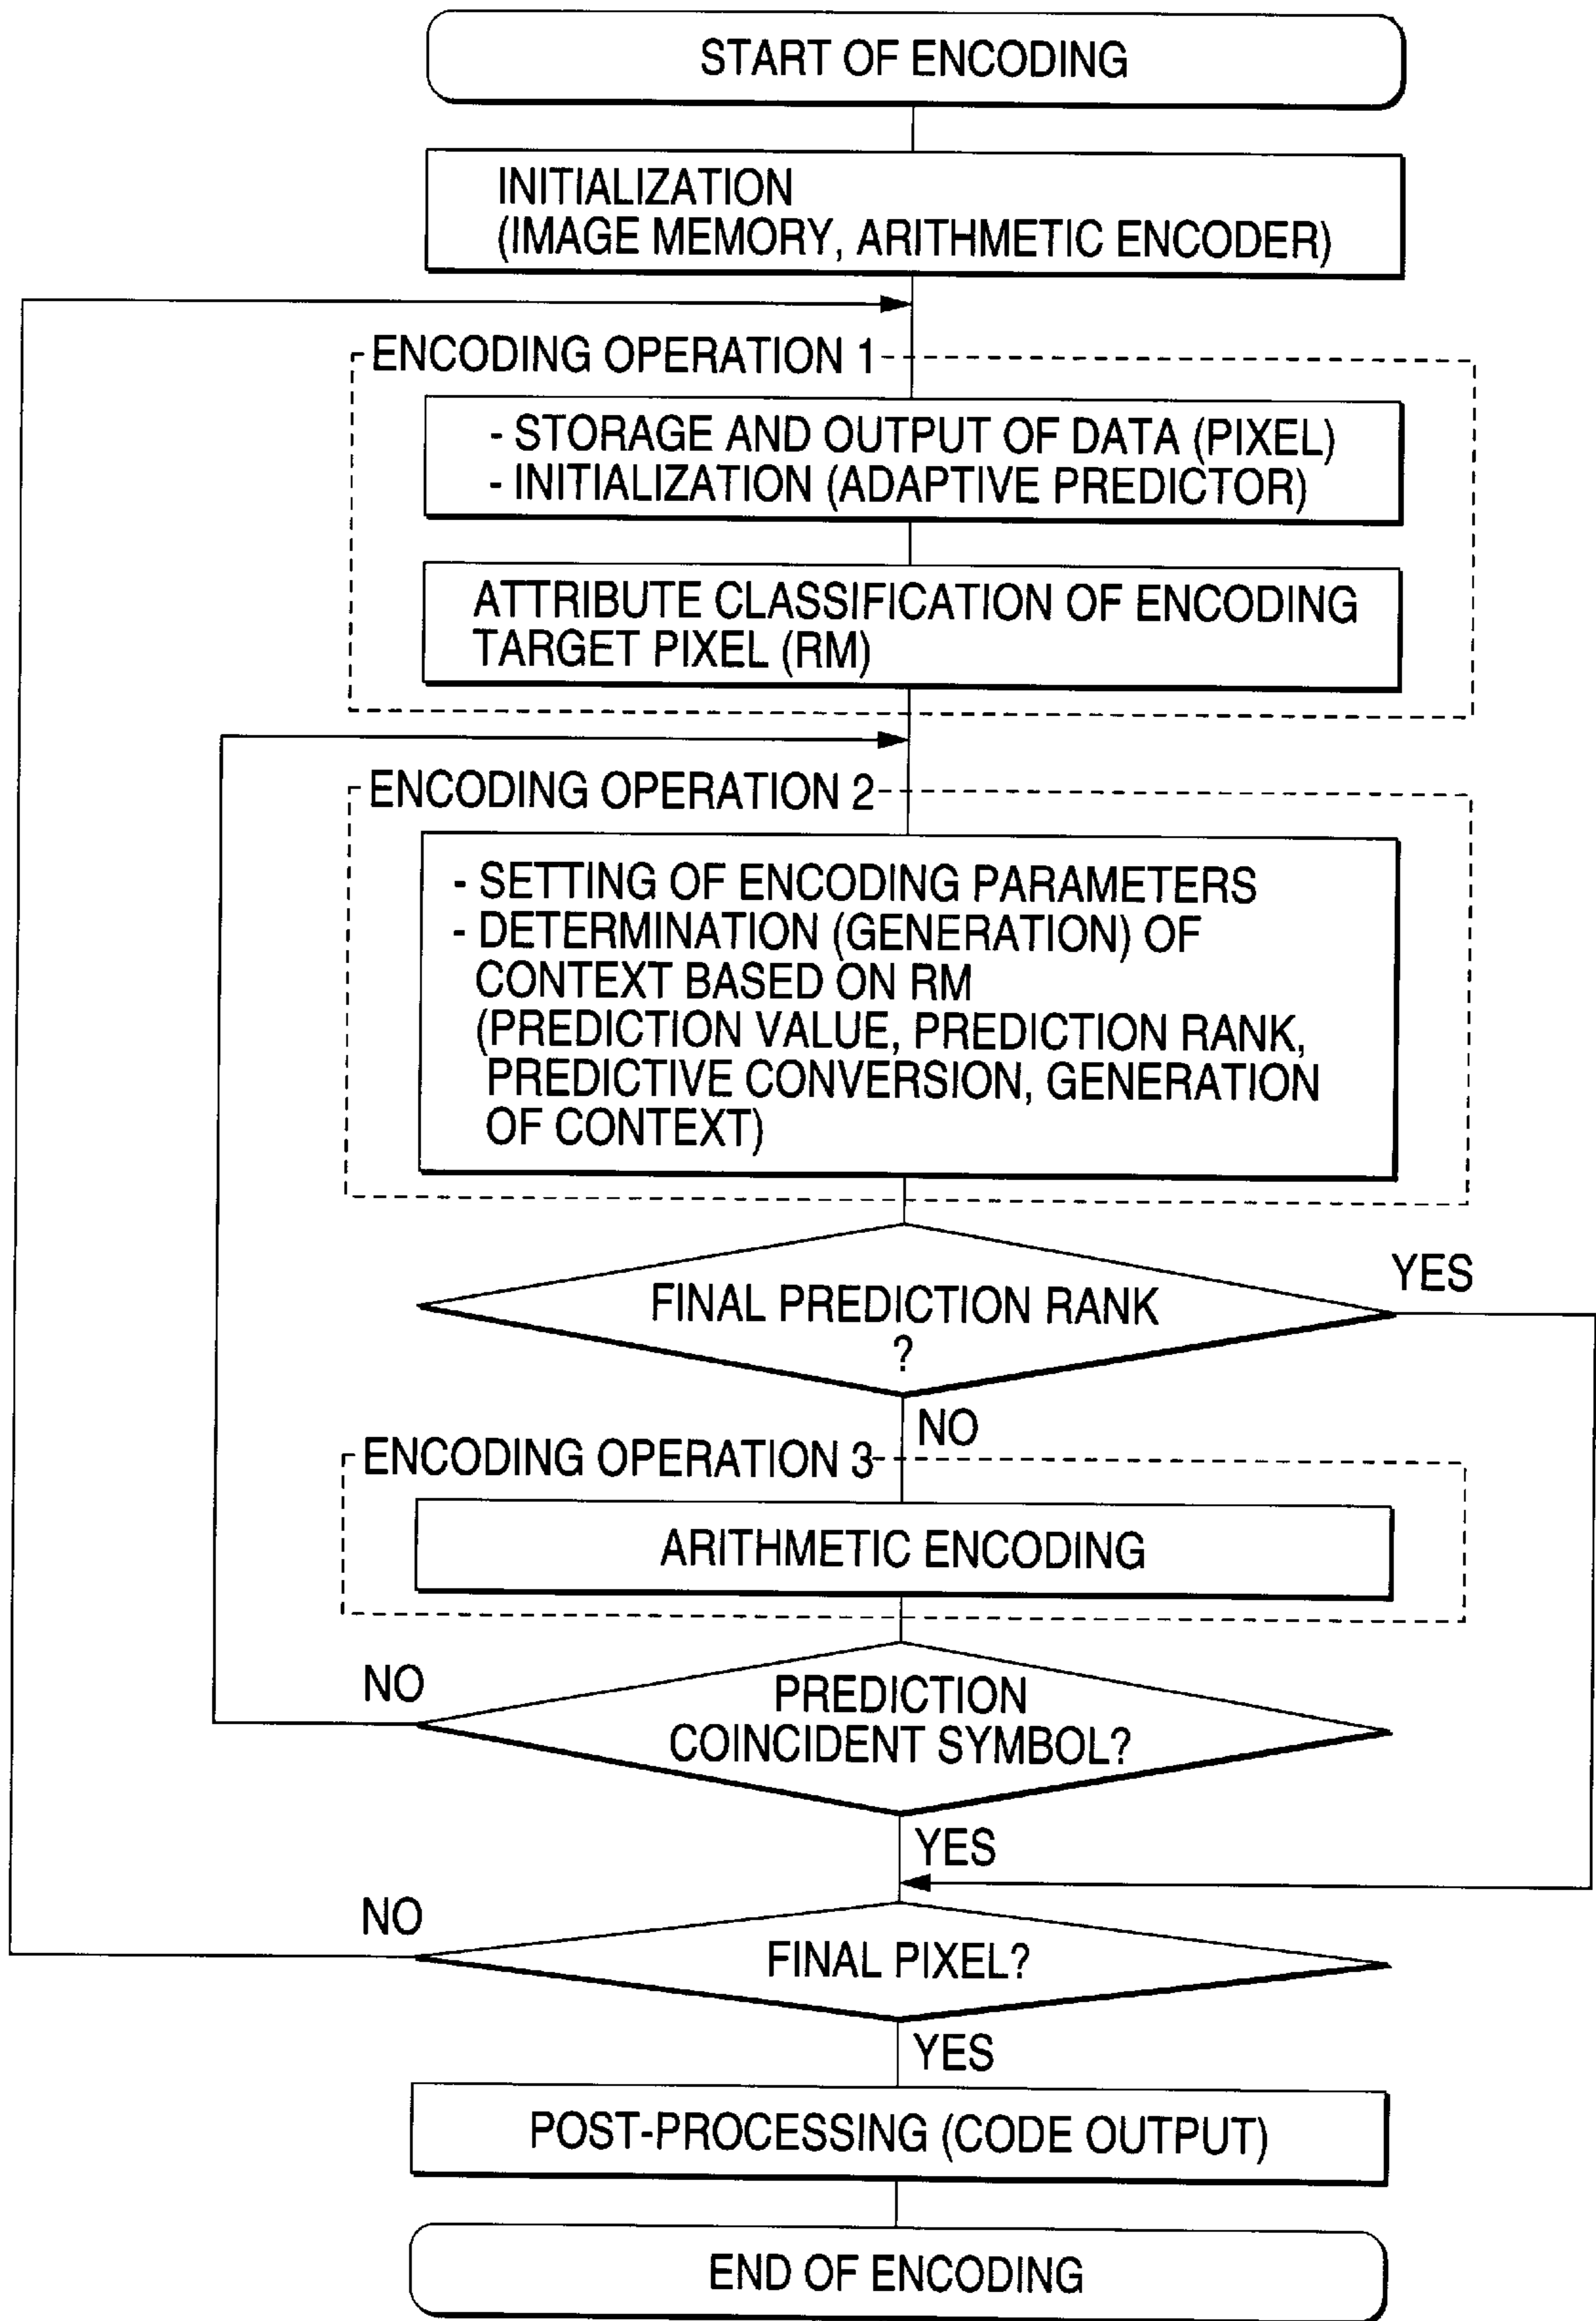 START OF ENCODING
INITIALIZATION
(IMAGE MEMORY, ARITHMETIC ENCODER)
ENCODING OPERATION 1
- STORAGE AND OUTPUT OF DATA (PIXEL)
- INITIALIZATION (ADAPTIVE PREDICTOR)
ATTRIBUTE CLASSIFICATION OF ENCODING
TARGET PIXEL (RM)
ENCODING OPERATION 2
- SETTING OF ENCODING PARAMETERS
- DETERMINATION (GENERATION) OF
CONTEXT BASED ON RM
(PREDICTION VALUE, PREDICTION RANK,
PREDICTIVE CONVERSION, GENERATION
OF CONTEXT)
YES
FINAL PREDICTION RANK
?
NO
ENCODING OPERATION 3
ARITHMETIC ENCODING
NO
PREDICTION
COINCIDENT SYMBOL?
YES
NO
FINAL PIXEL?
YES
POST-PROCESSING (CODE OUTPUT)
END OF ENCODING